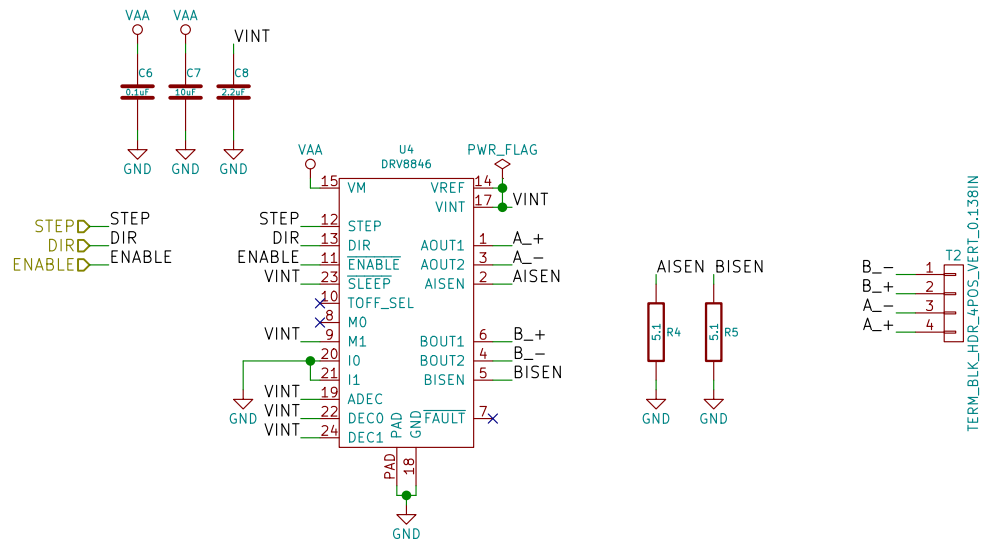 VAA VAA
VINT
C6 C7 C8
0.1uF 10uF 2.2uF
GND GND GND
STEP STEP
DIR DIR
ENABLE ENABLE
U4
DRV8846
VAA
PWR_FLAG
15 VM VREF 14
VINT 17 VINT
STEP 12 STEP
DIR 13 DIR AOUT1 1 A_+
ENABLE 11 ENABLE AOUT2 3 A_-
VINT 23 SLEEP AISEN 2 AISEN
10 TOFF_SEL
8 M0
VINT 9 M1 BOUT1 6 B_+
20 I0 BOUT2 4 B_-
21 I1 BISEN 5 BISEN
VINT 19 ADEC
VINT 22 DEC0 FAULT 7
VINT 24 DEC1
GND
PAD GND
PAD 18
GND
AISEN BISEN
5.1 R4 5.1 R5
GND GND
T2
B_- 1
B_+ 2
A_- 3
A_+ 4
TERM_BLK_HDR_4POS_VERT_0.138IN